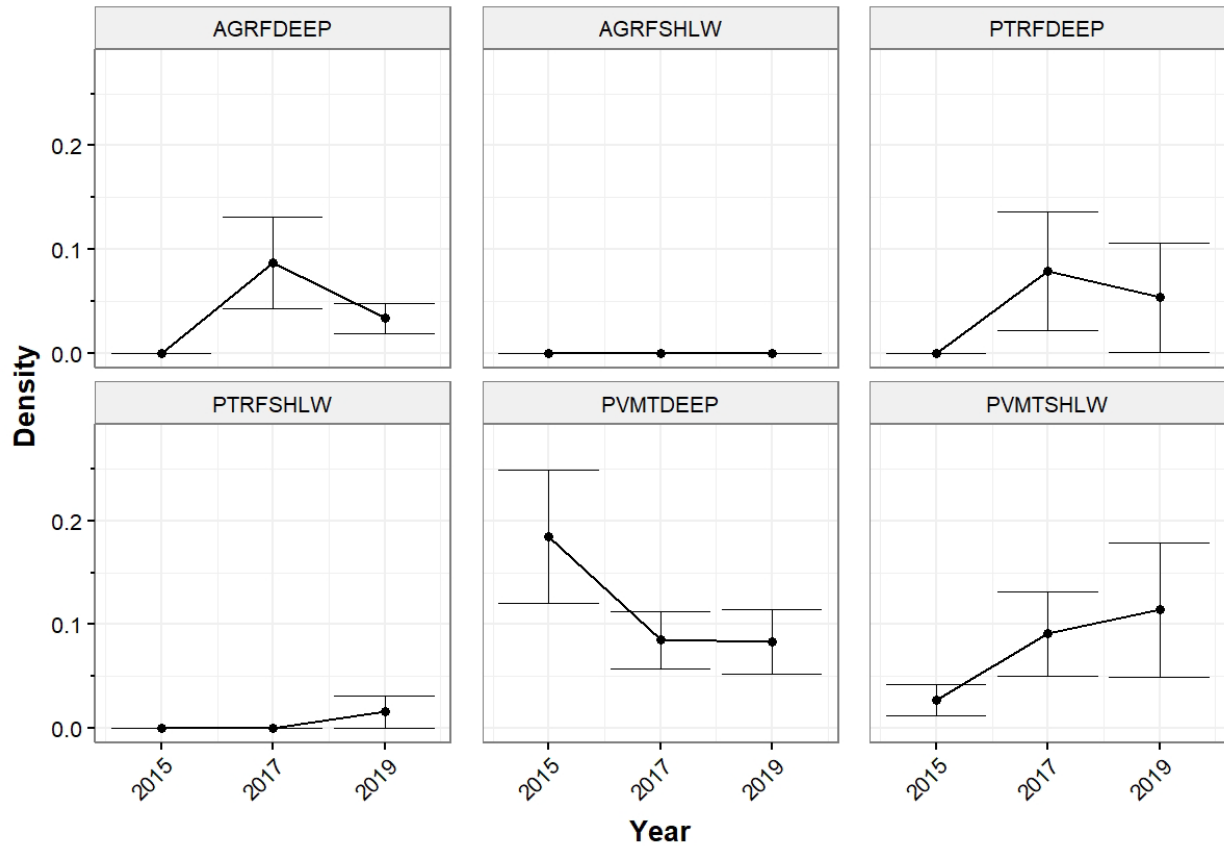 AGRFDEEP AGRFSHLW PTRFDEEP
0.2
0.1
0.0
PTRFSHLW PVMTDEEP PVMTSHLW
0.2
0.1
0.0
Density
2015 2017 2019 2015 2017 2019 2015 2017 2019
Year